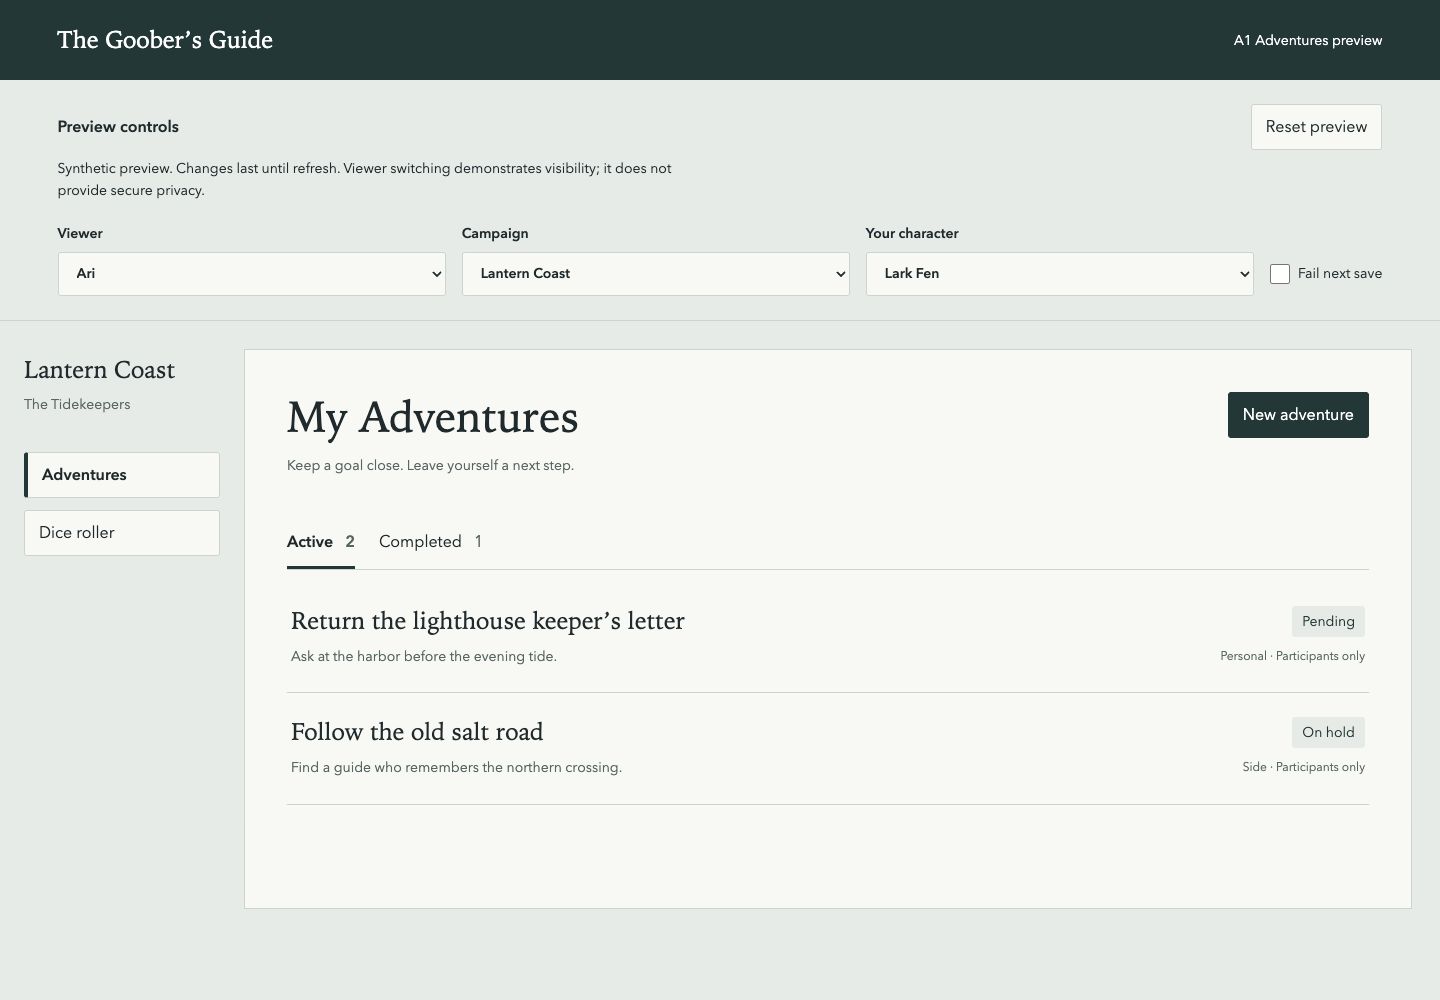 The Goober’s Guide
A1 Adventures preview
Preview controls
Reset preview
Synthetic preview. Changes last until refresh. Viewer switching demonstrates visibility; it does not
provide secure privacy.
Viewer
Campaign
Your character
Ari
Lantern Coast
Lark Fen
Fail next save
Lantern Coast
The Tidekeepers
Adventures
Dice roller
My Adventures
New adventure
Keep a goal close. Leave yourself a next step.
Active 2
Completed 1
Return the lighthouse keeper’s letter
Pending
Ask at the harbor before the evening tide.
Personal · Participants only
Follow the old salt road
On hold
Find a guide who remembers the northern crossing.
Side · Participants only